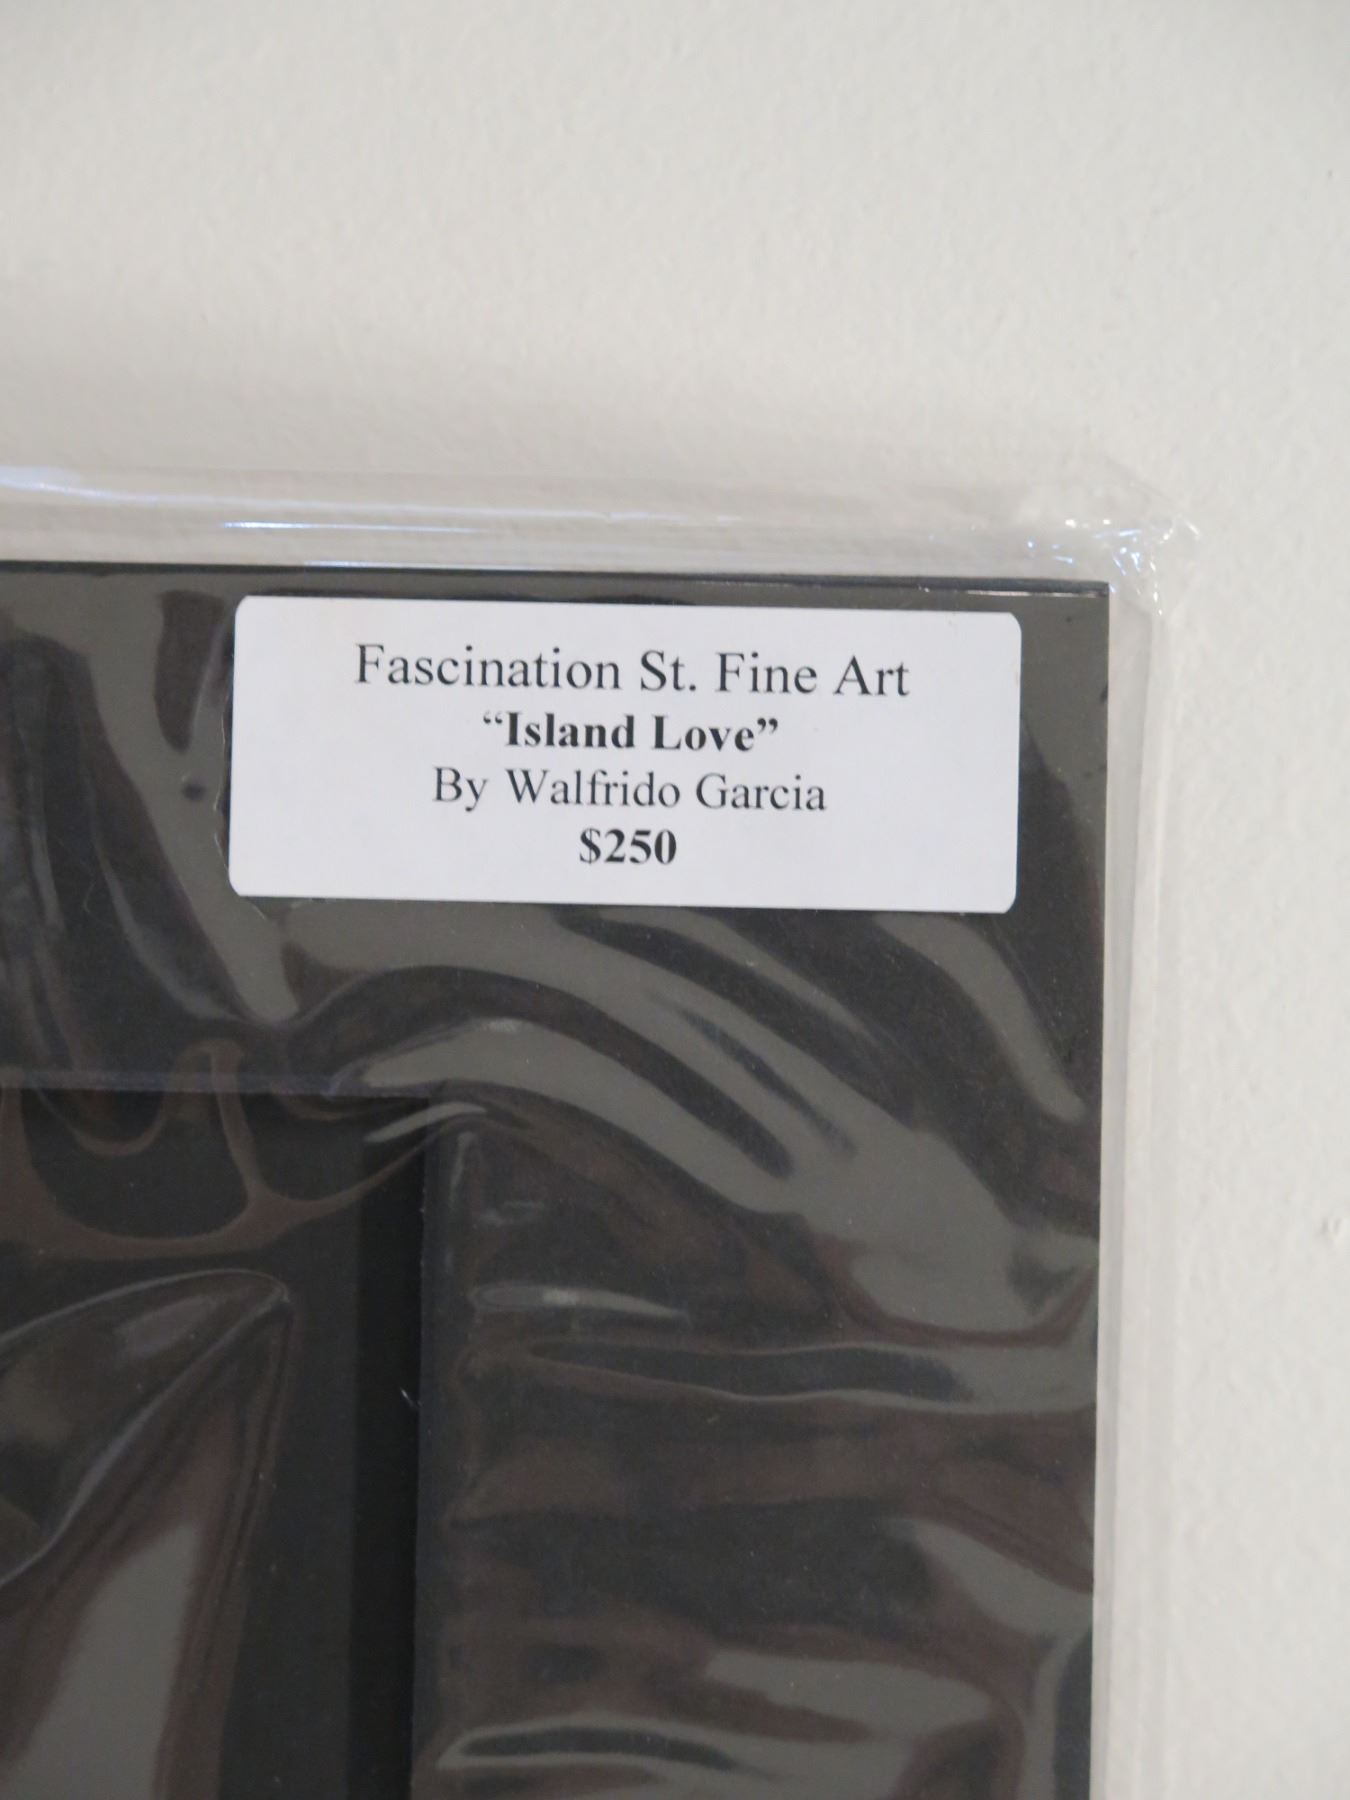 Fascination St. Fine Art
“Island Love”
By Walfrido Garcia
$250